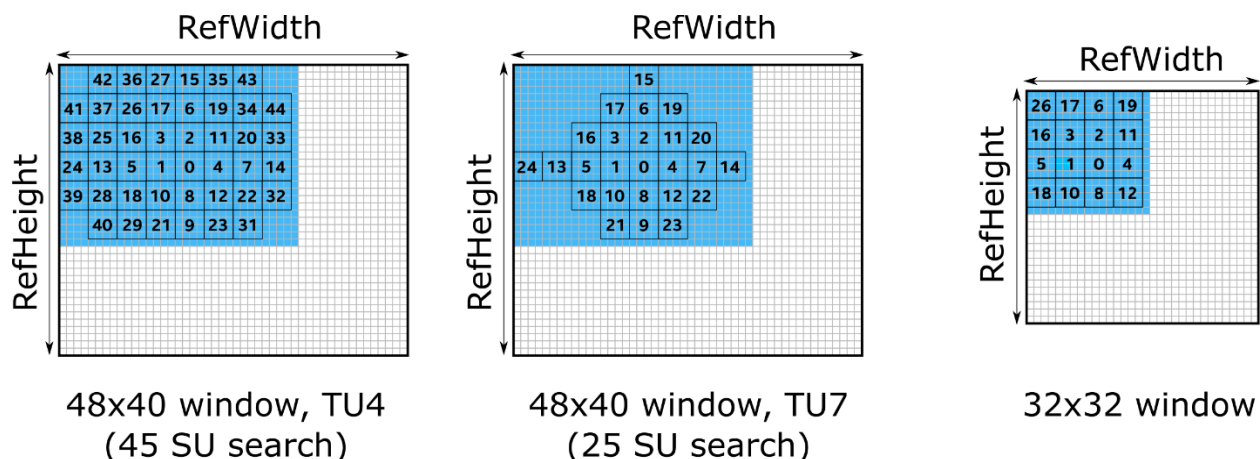 RefWidth
RefHeight
42 36 27 15 35 43
41 37 26 17 6 19 34 44
38 25 16 3 2 11 20 33
24 13 5 1 0 4 7 14
39 28 18 10 8 12 22 32
40 29 21 9 23 31
48x40 window, TU4
(45 SU search)
RefWidth
RefHeight
15
17 6 19
16 3 2 11 20
24 13 5 1 0 4 7 14
18 10 8 12 22
21 9 23
48x40 window, TU7
(25 SU search)
RefWidth
RefHeight
26 17 6 19
16 3 2 11
5 1 0 4
18 10 8 12
32x32 window